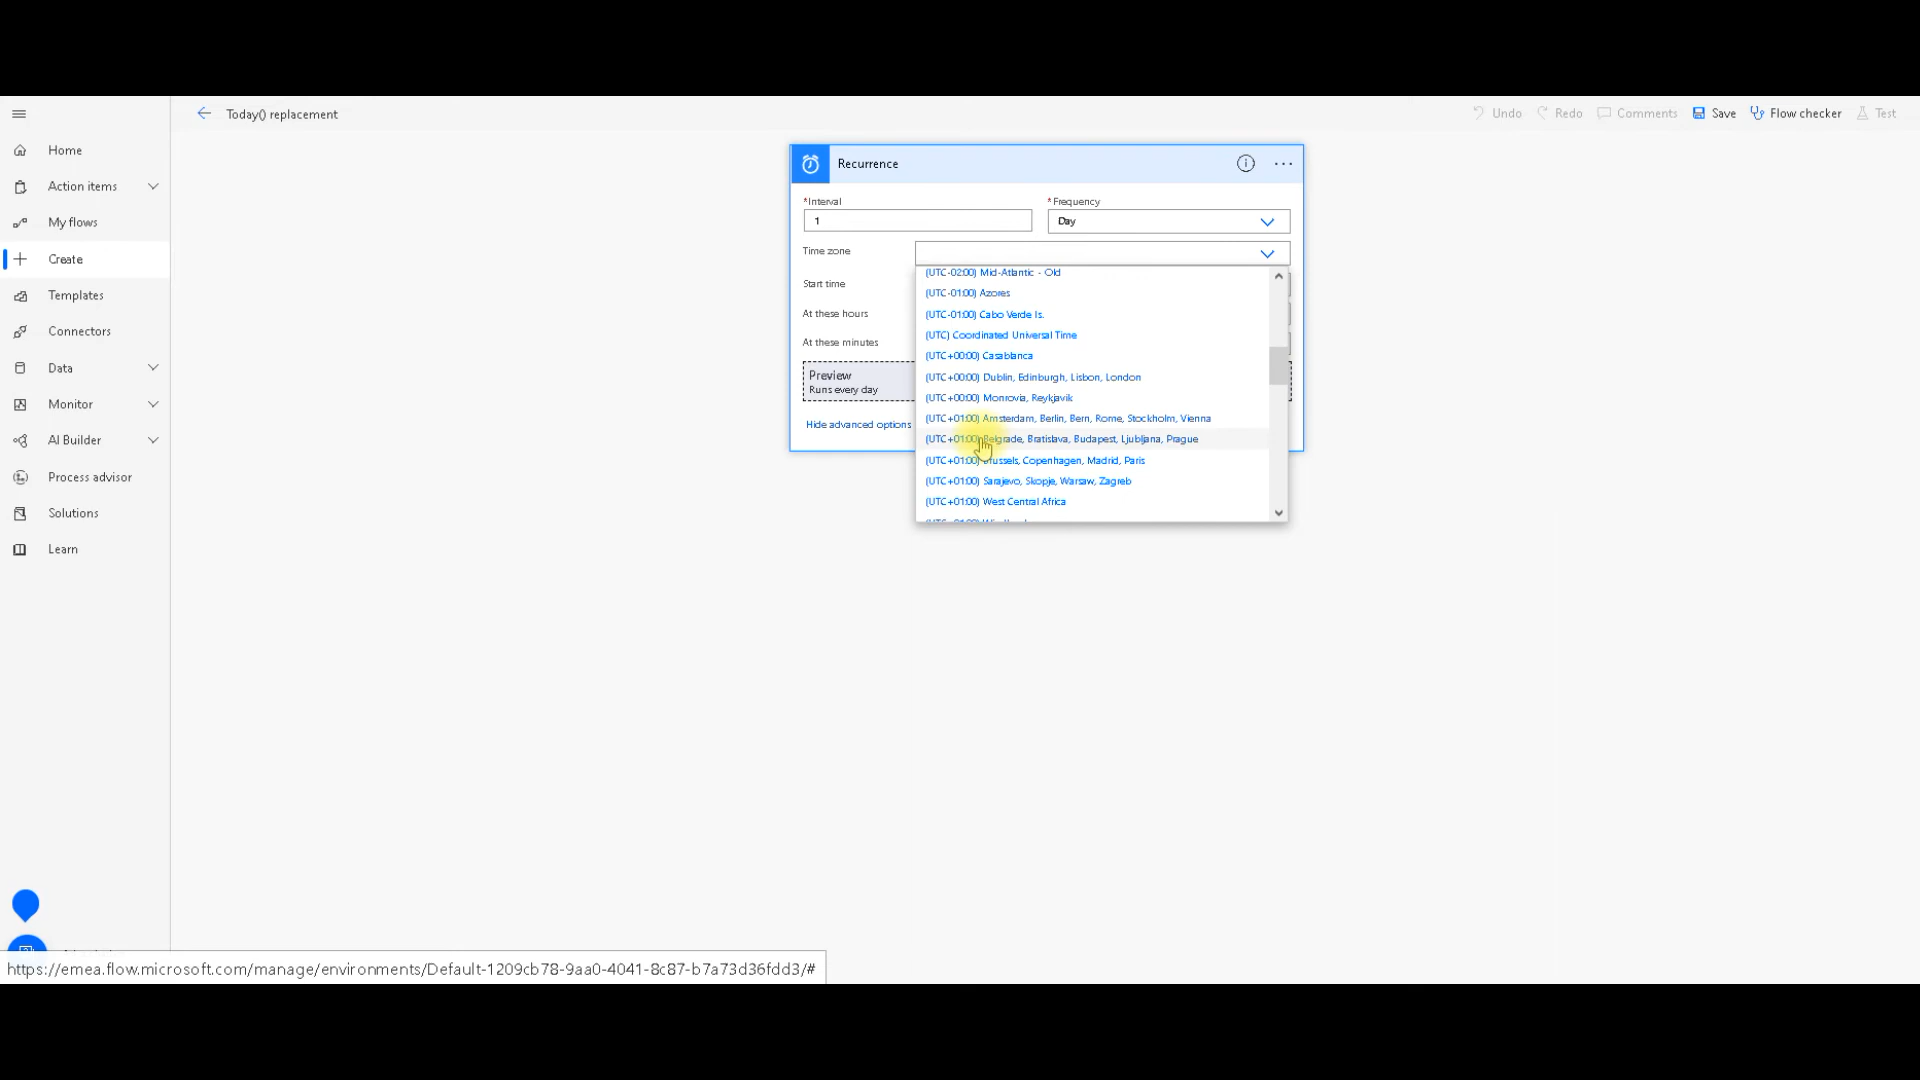 Today() replacement
Undo
Redo
Comments
Save
Flow checker
Test
Home
Action items
My flows
Create
Templates
Connectors
Data
Monitor
AI Builder
Process advisor
Solutions
Learn
Recurrence
*Interval
1
*Frequency
Day
Time zone
(UTC-02:00) Mid-Atlantic - Old
(UTC-01:00) Azores
(UTC-01:00) Cabo Verde Is.
(UTC) Coordinated Universal Time
(UTC+00:00) Casablanca
(UTC+00:00) Dublin, Edinburgh, Lisbon, London
(UTC+00:00) Monrovia, Reykjavik
(UTC+01:00) Amsterdam, Berlin, Bern, Rome, Stockholm, Vienna
(UTC+01:00) Belgrade, Bratislava, Budapest, Ljubljana, Prague
(UTC+01:00) Brussels, Copenhagen, Madrid, Paris
(UTC+01:00) Sarajevo, Skopje, Warsaw, Zagreb
(UTC+01:00) West Central Africa
Start time
At these hours
At these minutes
Preview
Runs every day
Hide advanced options
https://emea.flow.microsoft.com/manage/environments/Default-1209cb78-9aa0-4041-8c87-b7a73d36fdd3/#